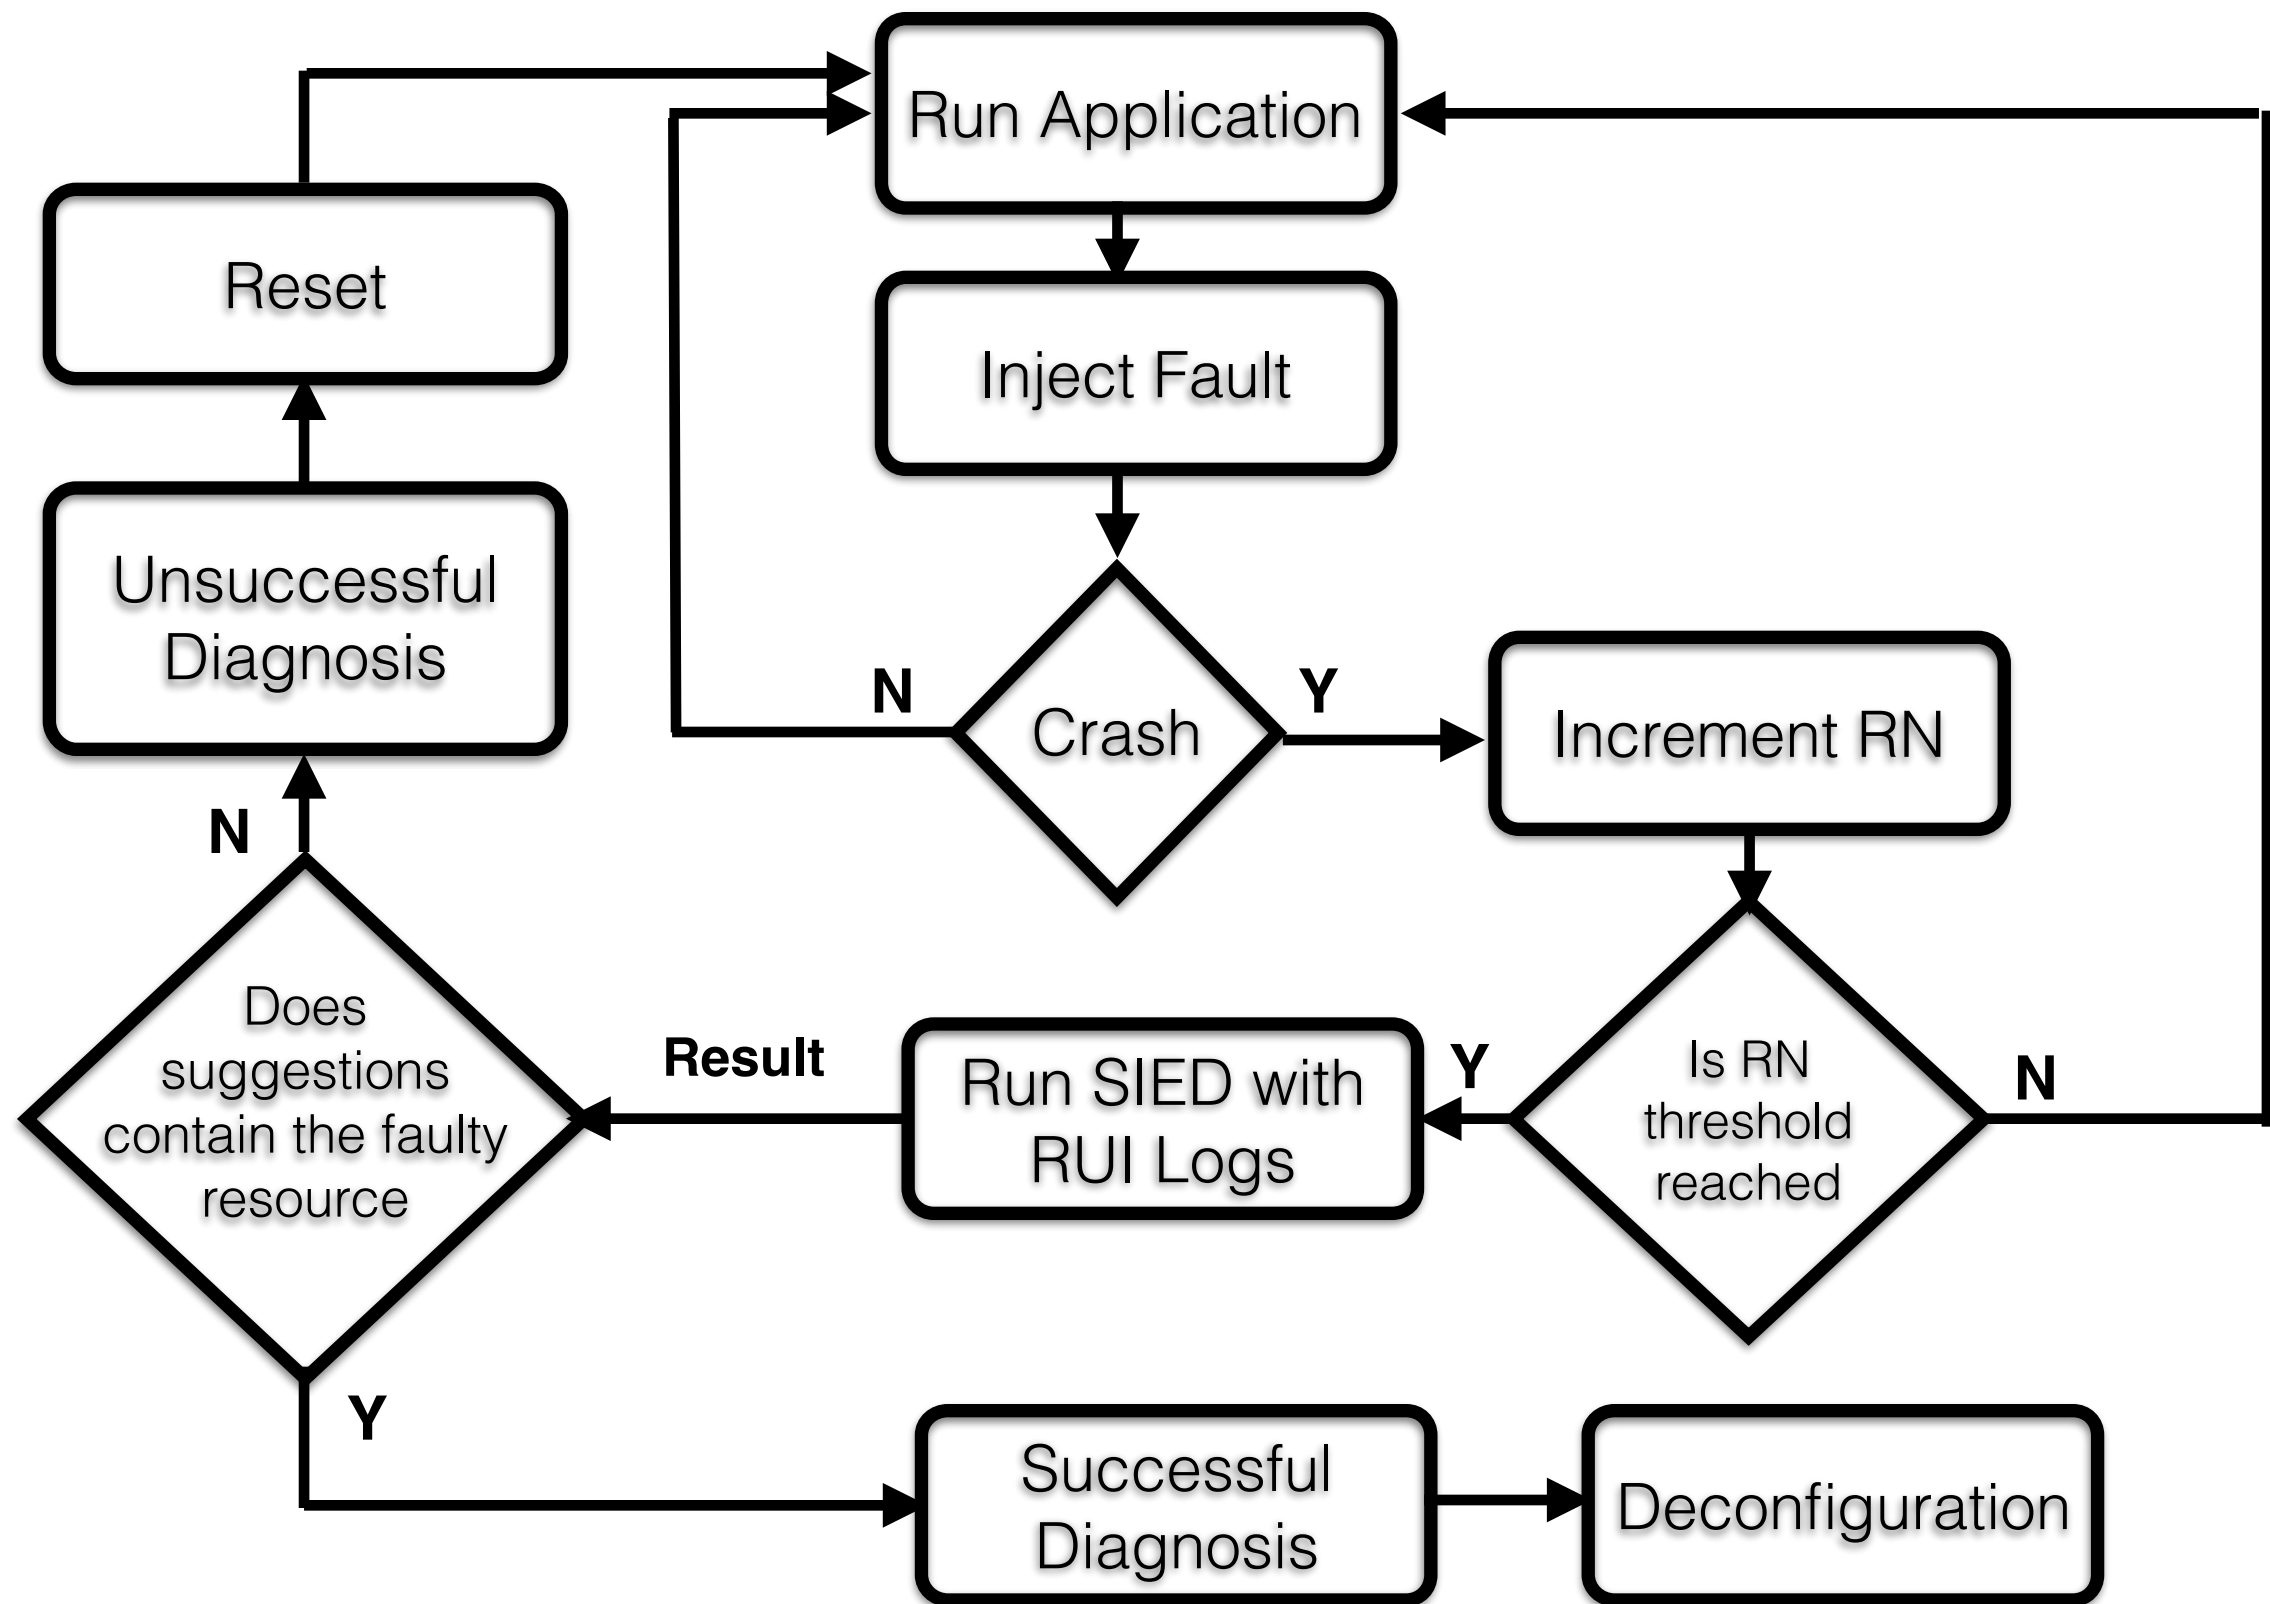 Run Application
Reset
Inject Fault
Unsuccessful
Diagnosis
N
Y
Crash
Increment RN
N
Does
suggestions
contain the faulty
resource
Result
Run SIED with
RUI Logs
Y
Is RN
threshold
reached
N
Y
Successful
Diagnosis
Deconfiguration